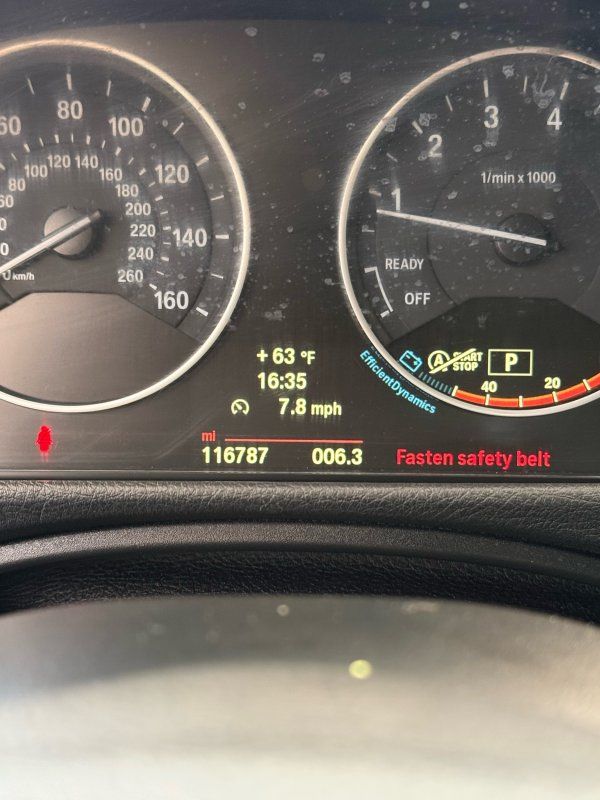 60 80 100 120 140 160
80 100 120 140 160 180 200 220 240 260
km/h
1 2 3 4
1/min x 1000
READY
OFF
A START STOP P
EfficientDynamics
40 20
+ 63 °F
16:35
7.8 mph
mi
116787 006.3
Fasten safety belt